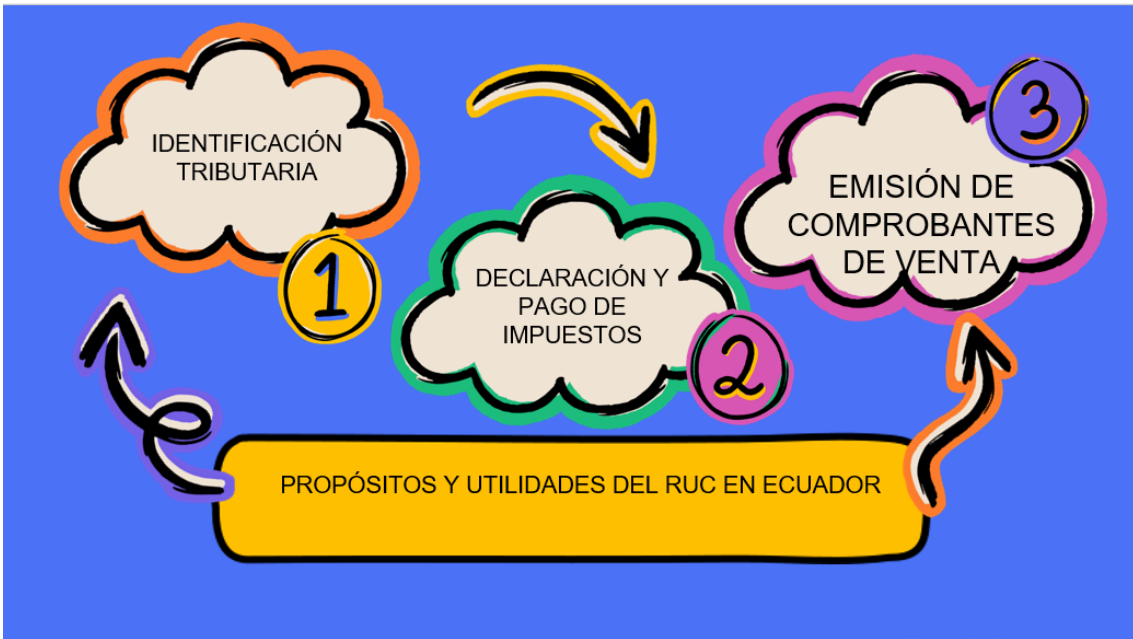 IDENTIFICACIÓN
TRIBUTARIA
1
DECLARACIÓN Y
PAGO DE
IMPUESTOS
2
3
EMISIÓN DE
COMPROBANTES
DE VENTA
PROPÓSITOS Y UTILIDADES DEL RUC EN ECUADOR